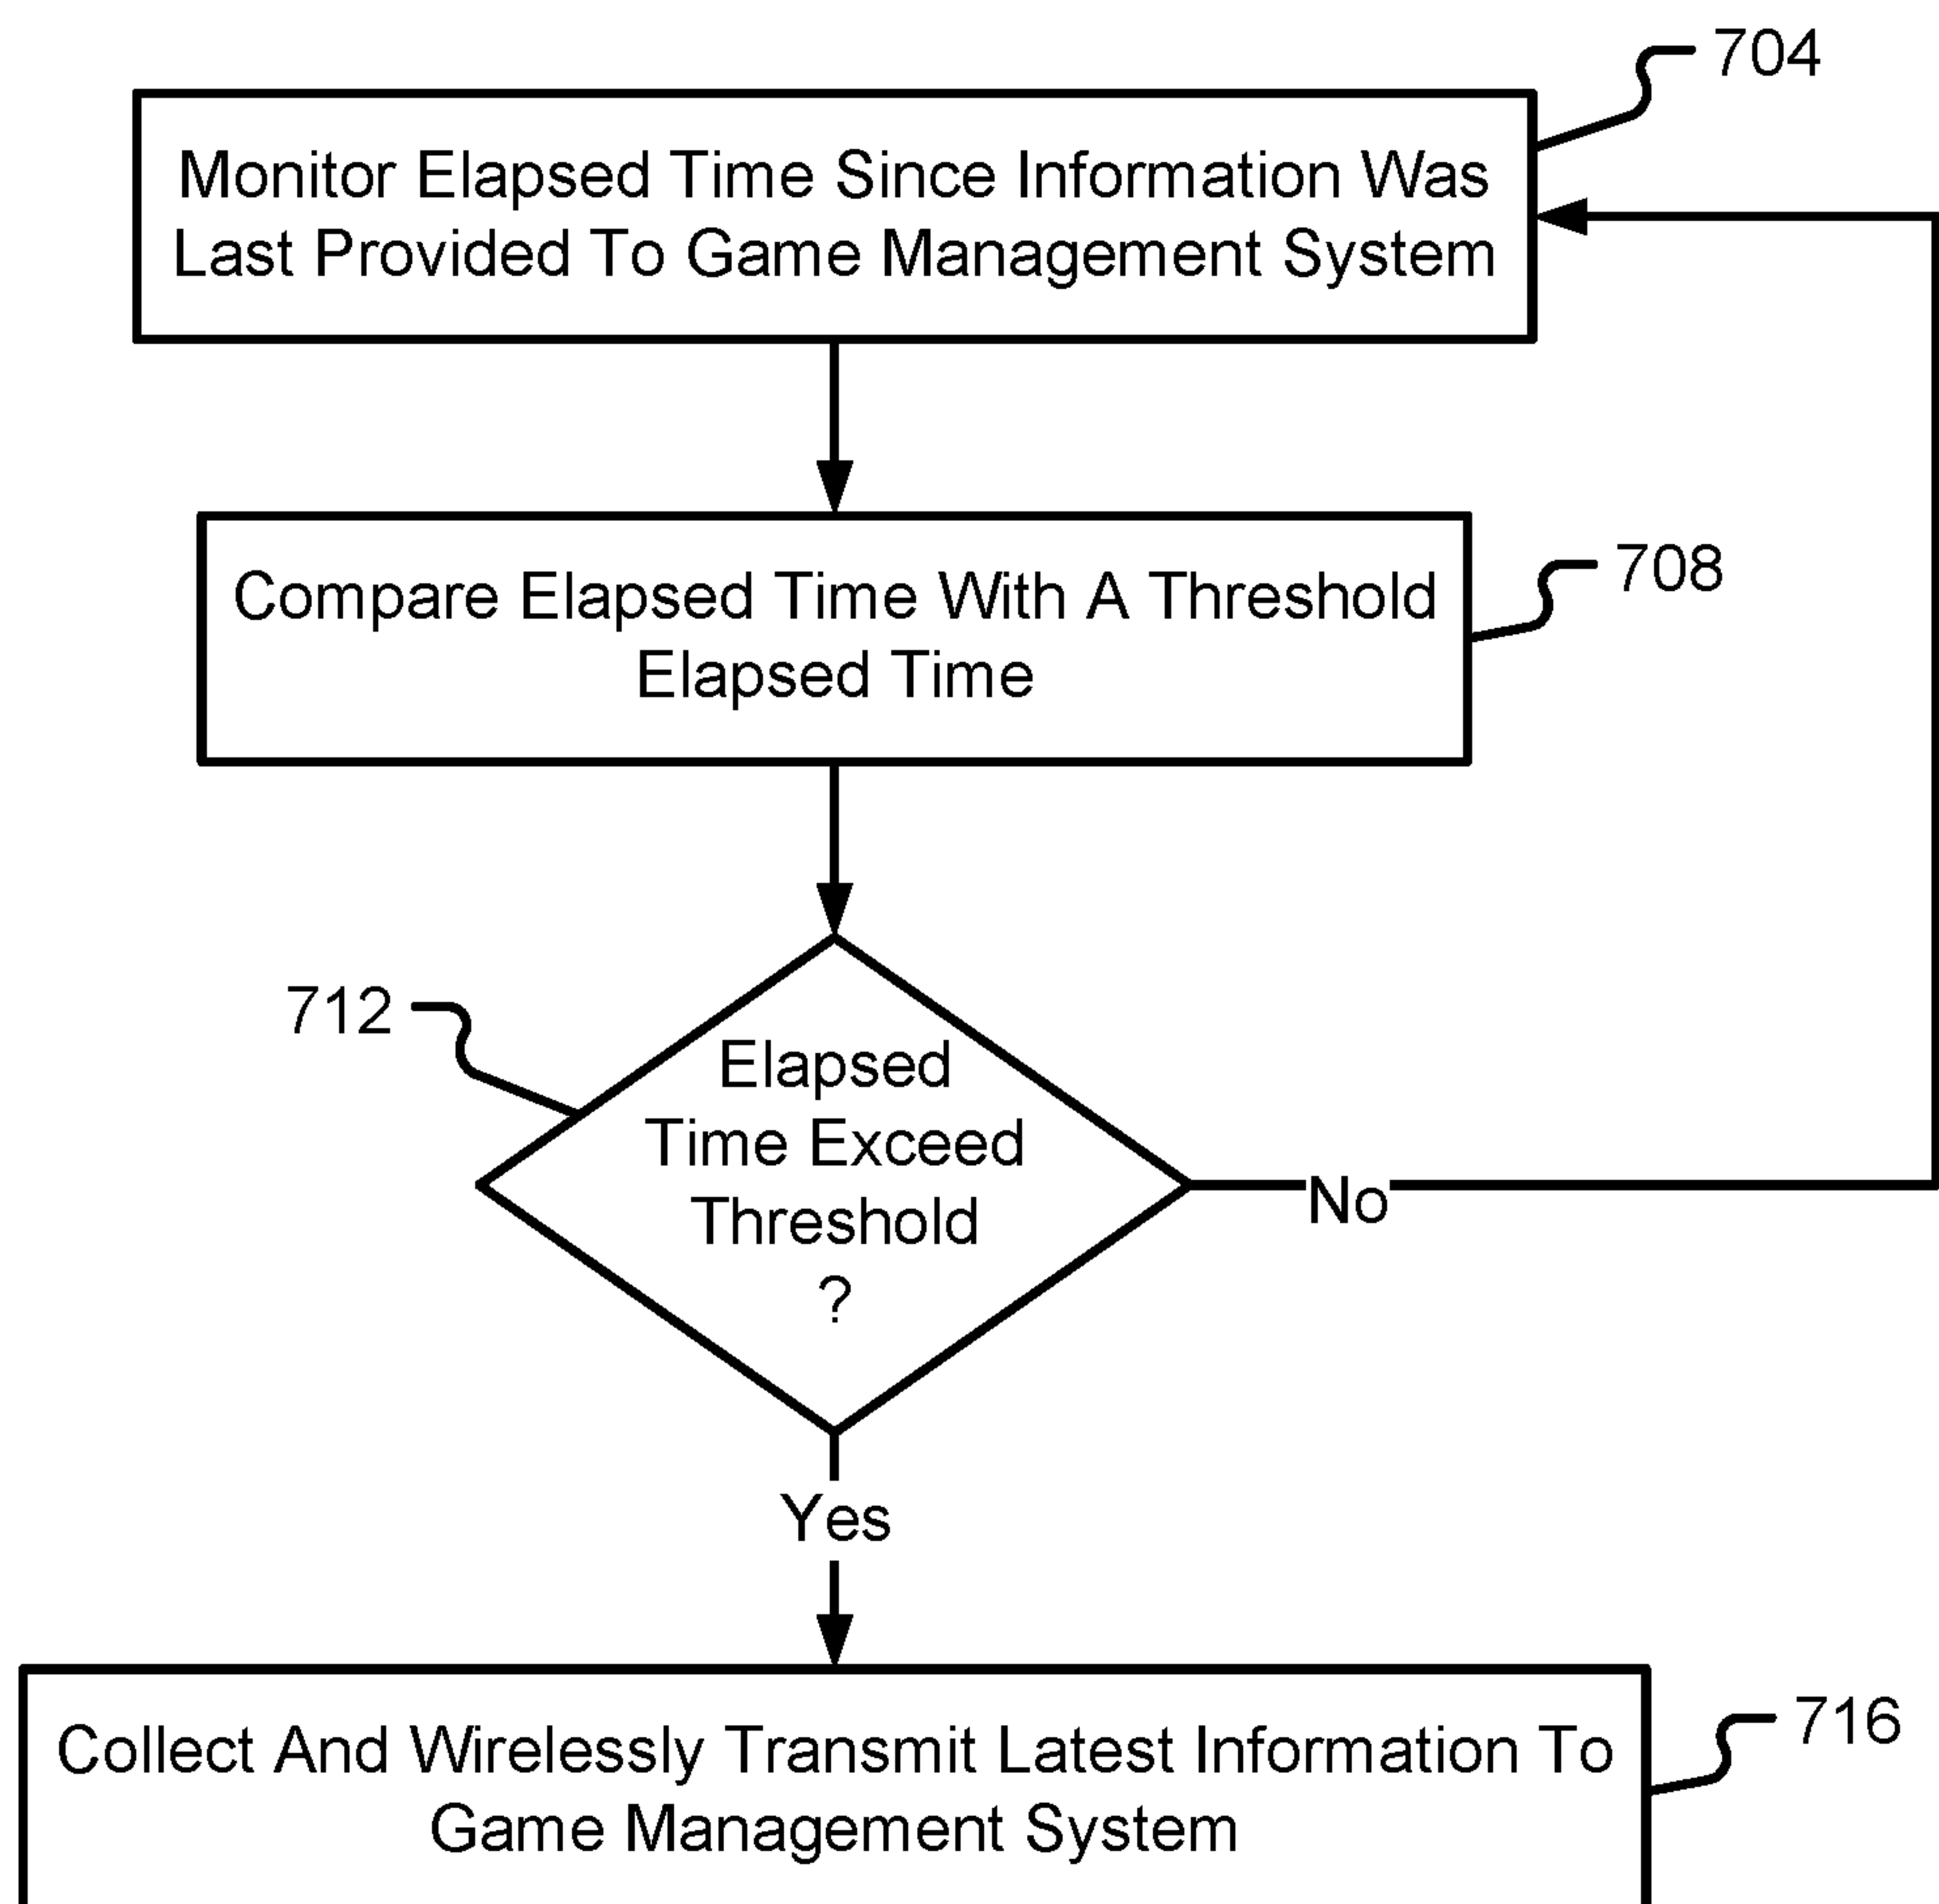 704
Monitor Elapsed Time Since Information Was
Last Provided To Game Management System
Compare Elapsed Time With A Threshold
Elapsed Time
708
712
Elapsed
Time Exceed
Threshold
?
No
Yes
Collect And Wirelessly Transmit Latest Information To
Game Management System
716